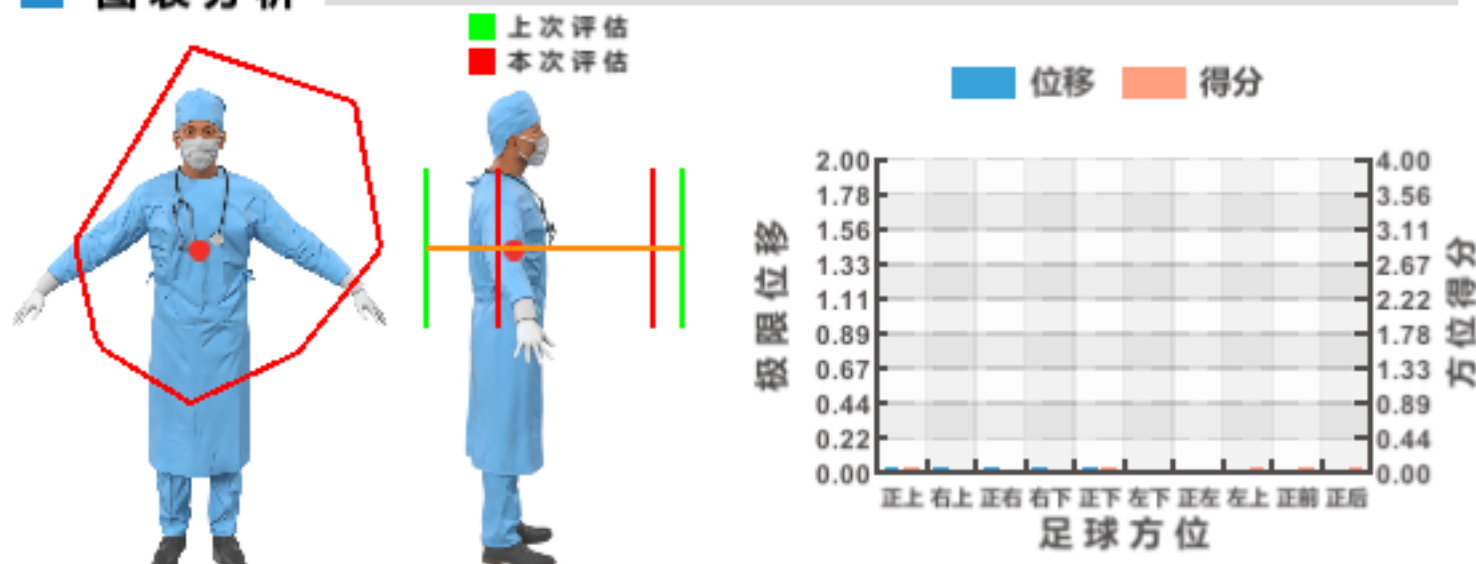 图表分析
上次评估
本次评估
位移 得分
极限位移
2.00
1.78
1.56
1.33
1.11
0.89
0.67
0.44
0.22
0.00
4.00
3.56
3.11
2.67
2.22
1.78
1.33
0.89
0.44
0.00
方位得分
正上 右上 正右 右下 正下 左下 正左 左上 正前 正后
足球方位